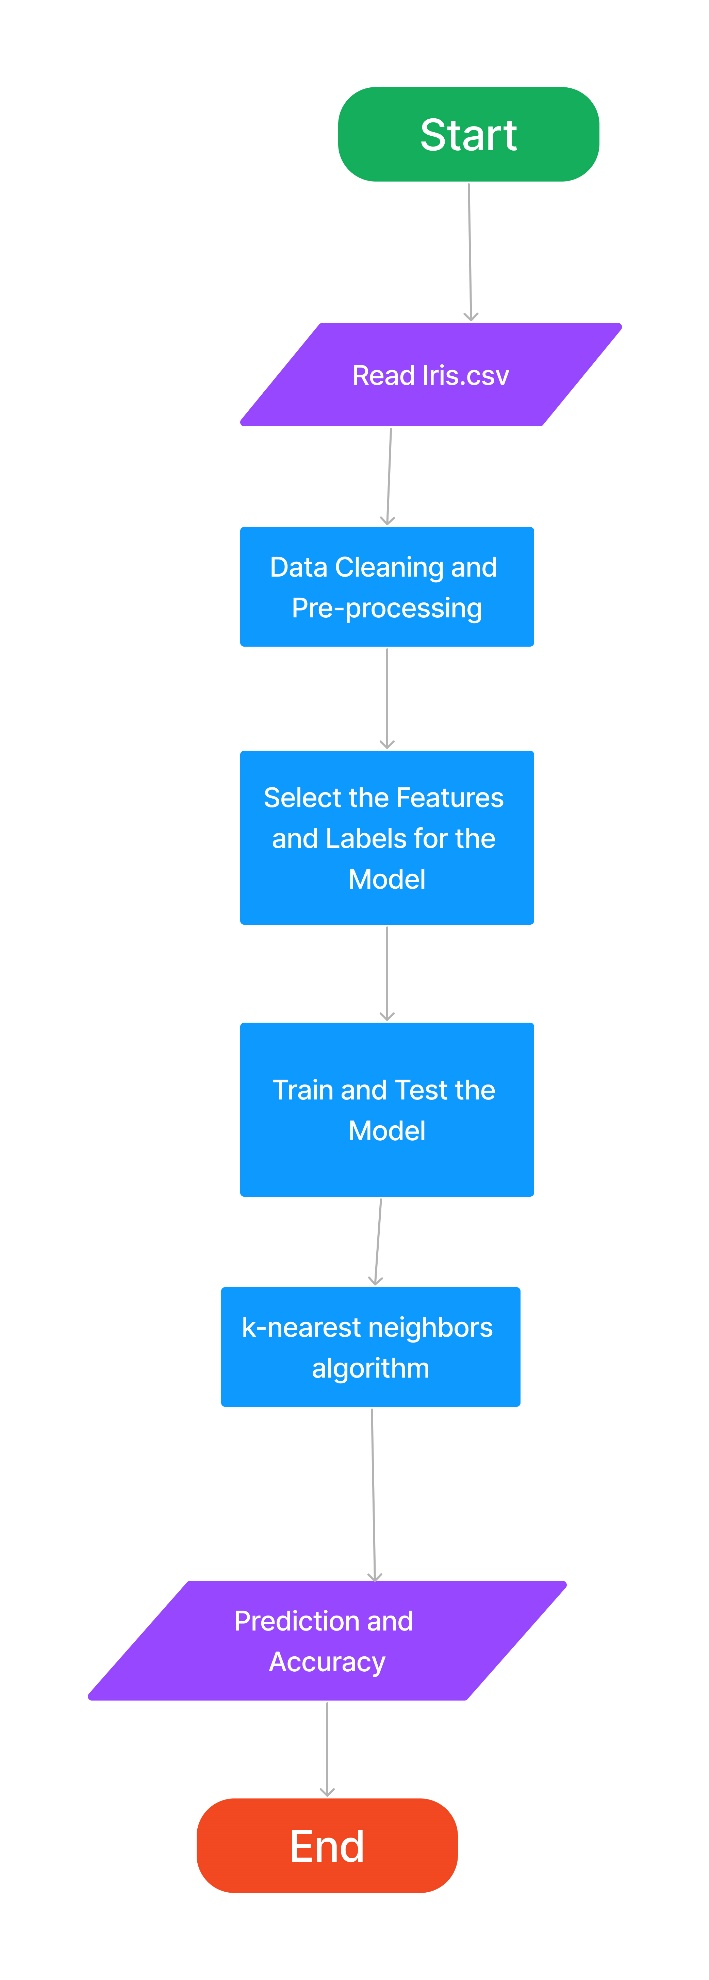 Start
Read Iris.csv
Data Cleaning and
Pre-processing
Select the Features
and Labels for the
Model
Train and Test the
Model
k-nearest neighbors
algorithm
Prediction and
Accuracy
End